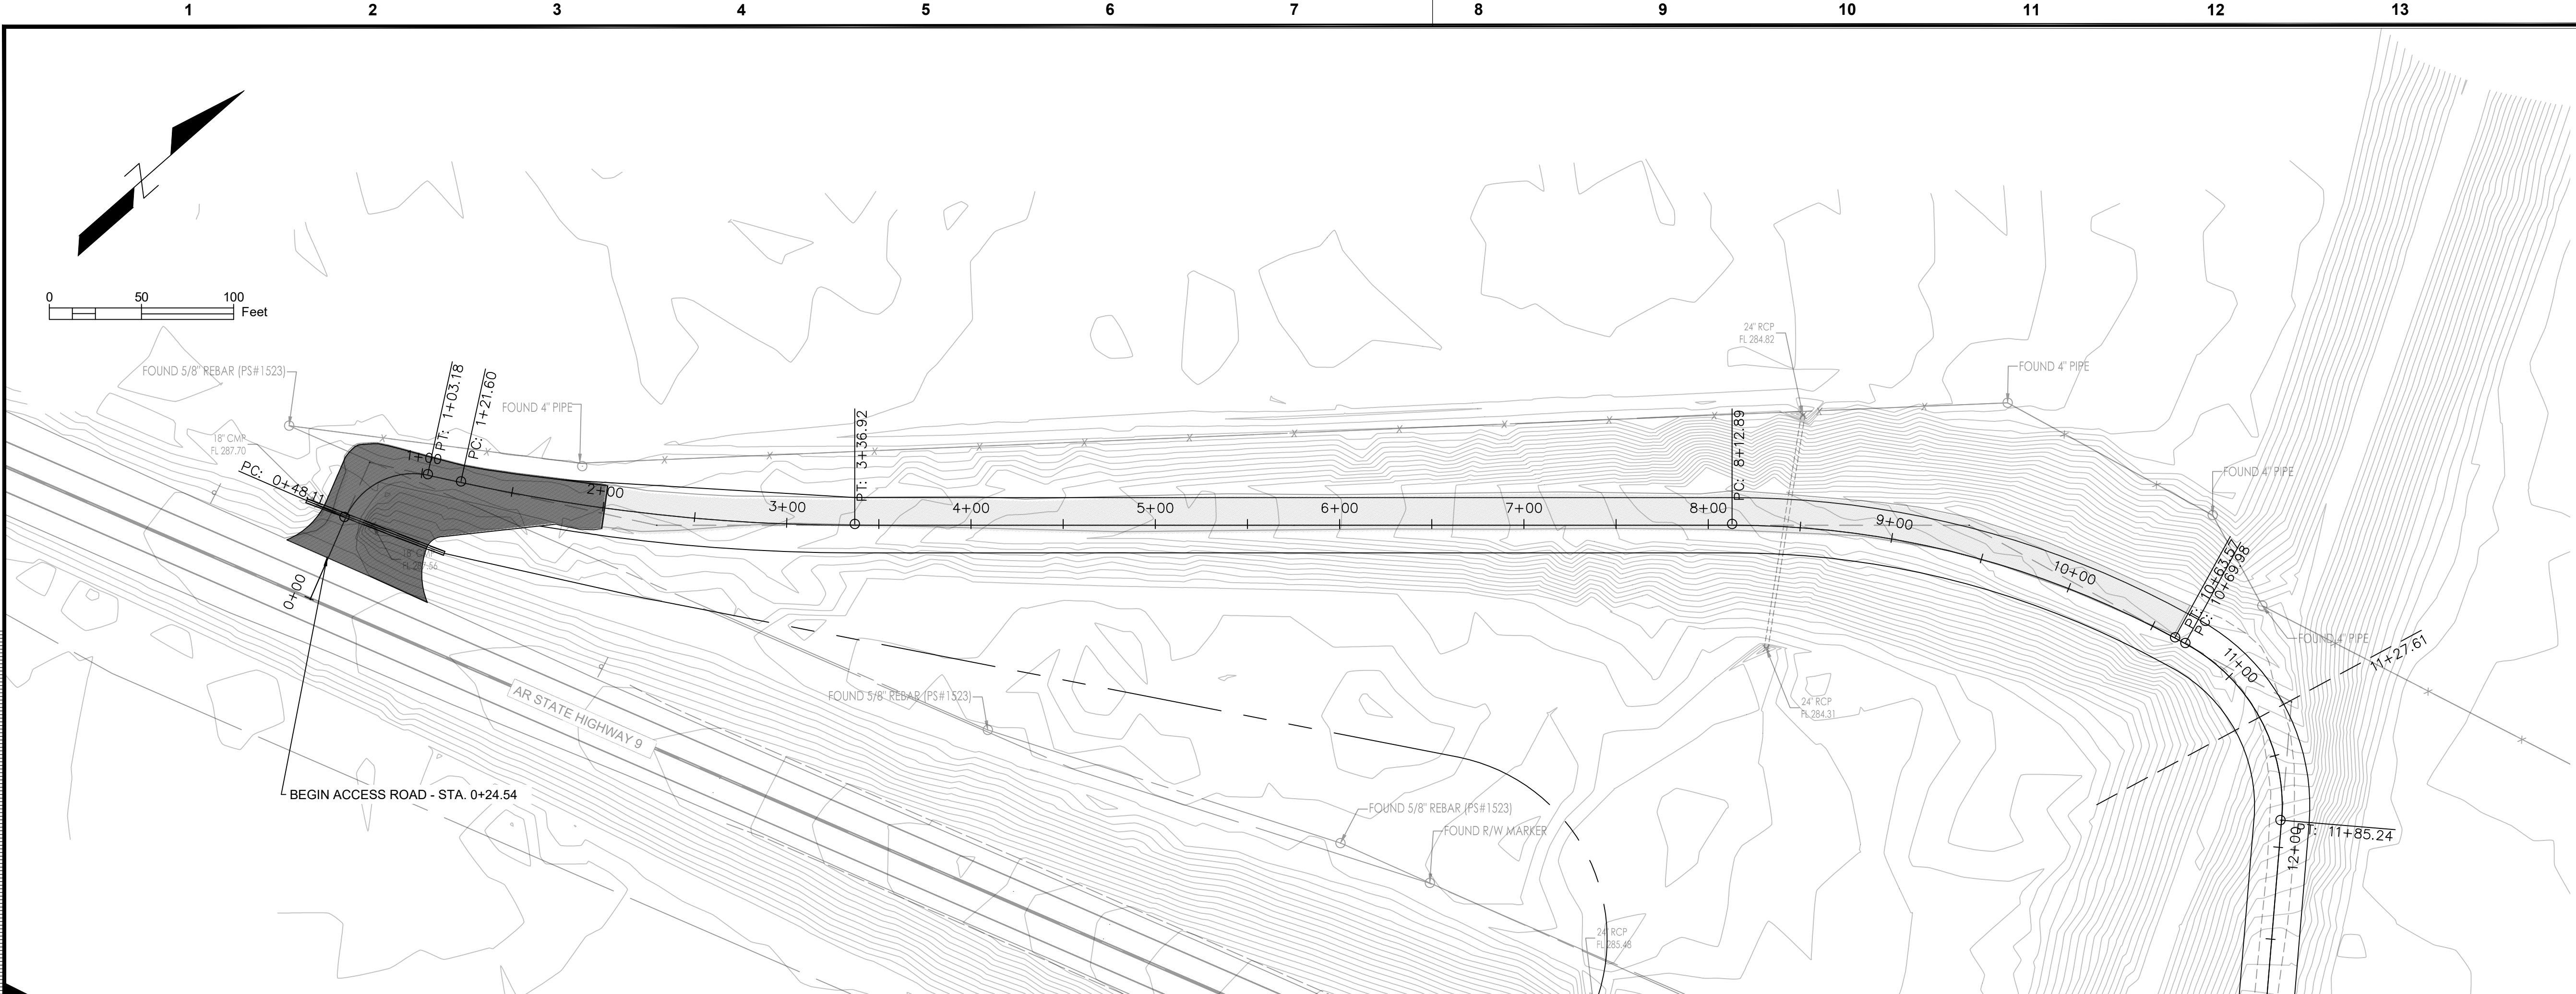 1 2 3 4 5 6 7 8 9 10 11 12 13
0 50 100
Feet
24" RCP
FL 284.82
FOUND 4" PIPE
FOUND 5/8" REBAR (PS#1523)
FOUND 4" PIPE
PT: 1+03.18
PC: 1+21.60
PT: 3+36.92
PC: 8+12.89
18" CMP
FL 287.70
PC: 0+48.11
1+00
2+00
3+00
4+00
5+00
6+00
7+00
8+00
9+00
10+00
FOUND 4" PIPE
PT: 10+63.57
PC: 10+69.98
FOUND 4" PIPE
11+00
11+27.61
18" CMP
0+00
AR STATE HIGHWAY 9
FOUND 5/8" REBAR (PS#1523)
24" RCP
FL 284.31
BEGIN ACCESS ROAD - STA. 0+24.54
FOUND 5/8" REBAR (PS#1523)
FOUND R/W MARKER
PT: 11+85.24
12+00
24" RCP
FL 285.48